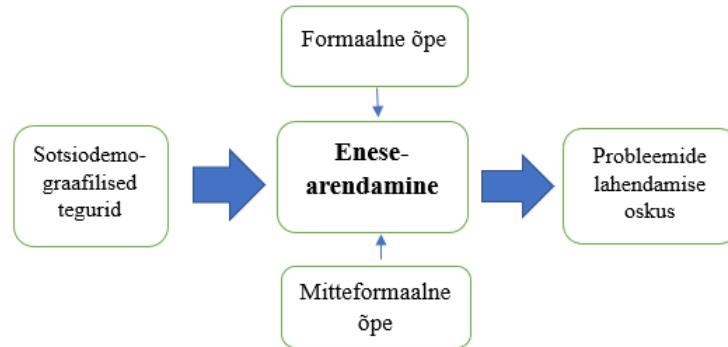 Formaalne õpe
Sotsiodemo-
graafilised
tegurid
Enese-
arendamine
Probleemide
lahendamise
oskus
Mitteformaalne
õpe